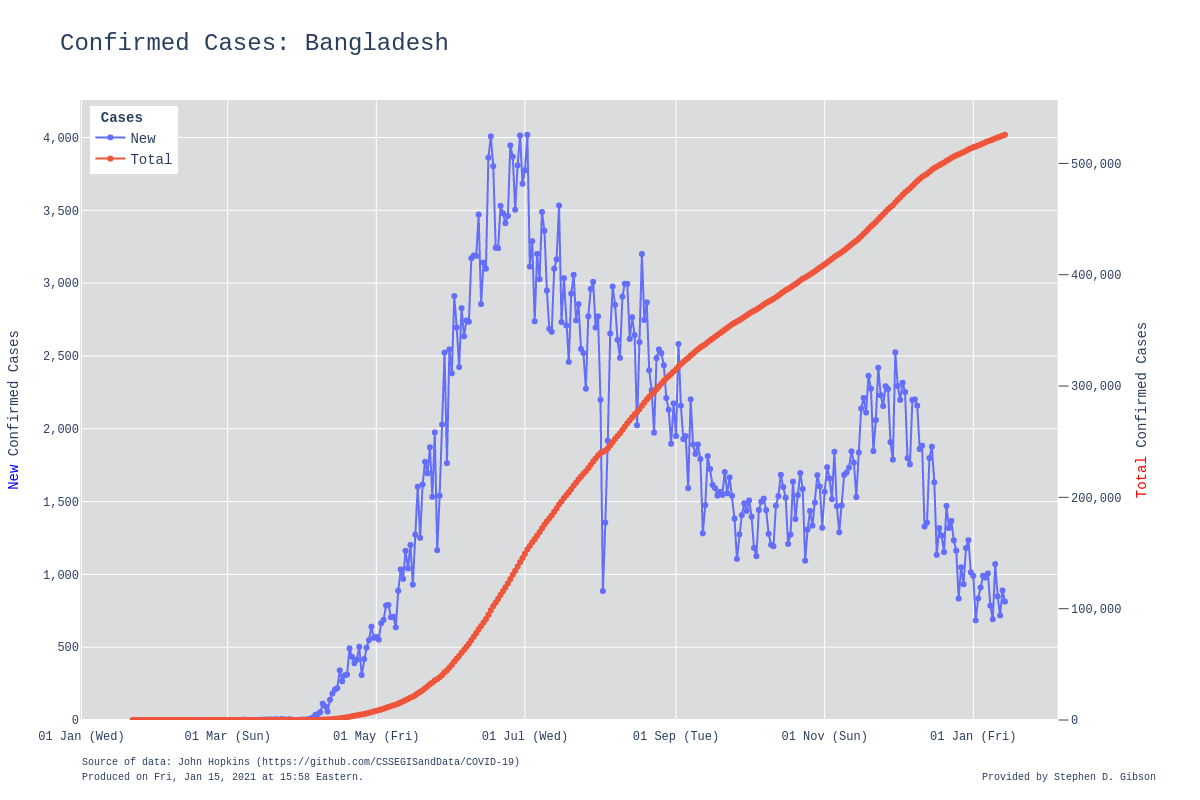 Confirmed Cases: Bangladesh
Cases
New
Total
4,000
3,500
3,000
2,500
2,000
1,500
1,000
500
0
New Confirmed Cases
500,000
400,000
300,000
200,000
100,000
0
Total Confirmed Cases
01 Jan (Wed) 01 Mar (Sun) 01 May (Fri) 01 Jul (Wed) 01 Sep (Tue) 01 Nov (Sun) 01 Jan (Fri)
Source of data: John Hopkins (https://github.com/CSSEGISandData/COVID-19)
Produced on Fri, Jan 15, 2021 at 15:58 Eastern.
Provided by Stephen D. Gibson